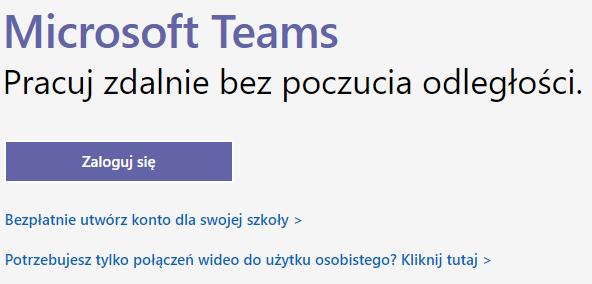 Microsoft Teams
Pracuj zdalnie bez poczucia odległości.
Zaloguj się
Bezpłatnie utwórz konto dla swojej szkoły >
Potrzebujesz tylko połączeń wideo do użytku osobistego? Kliknij tutaj >